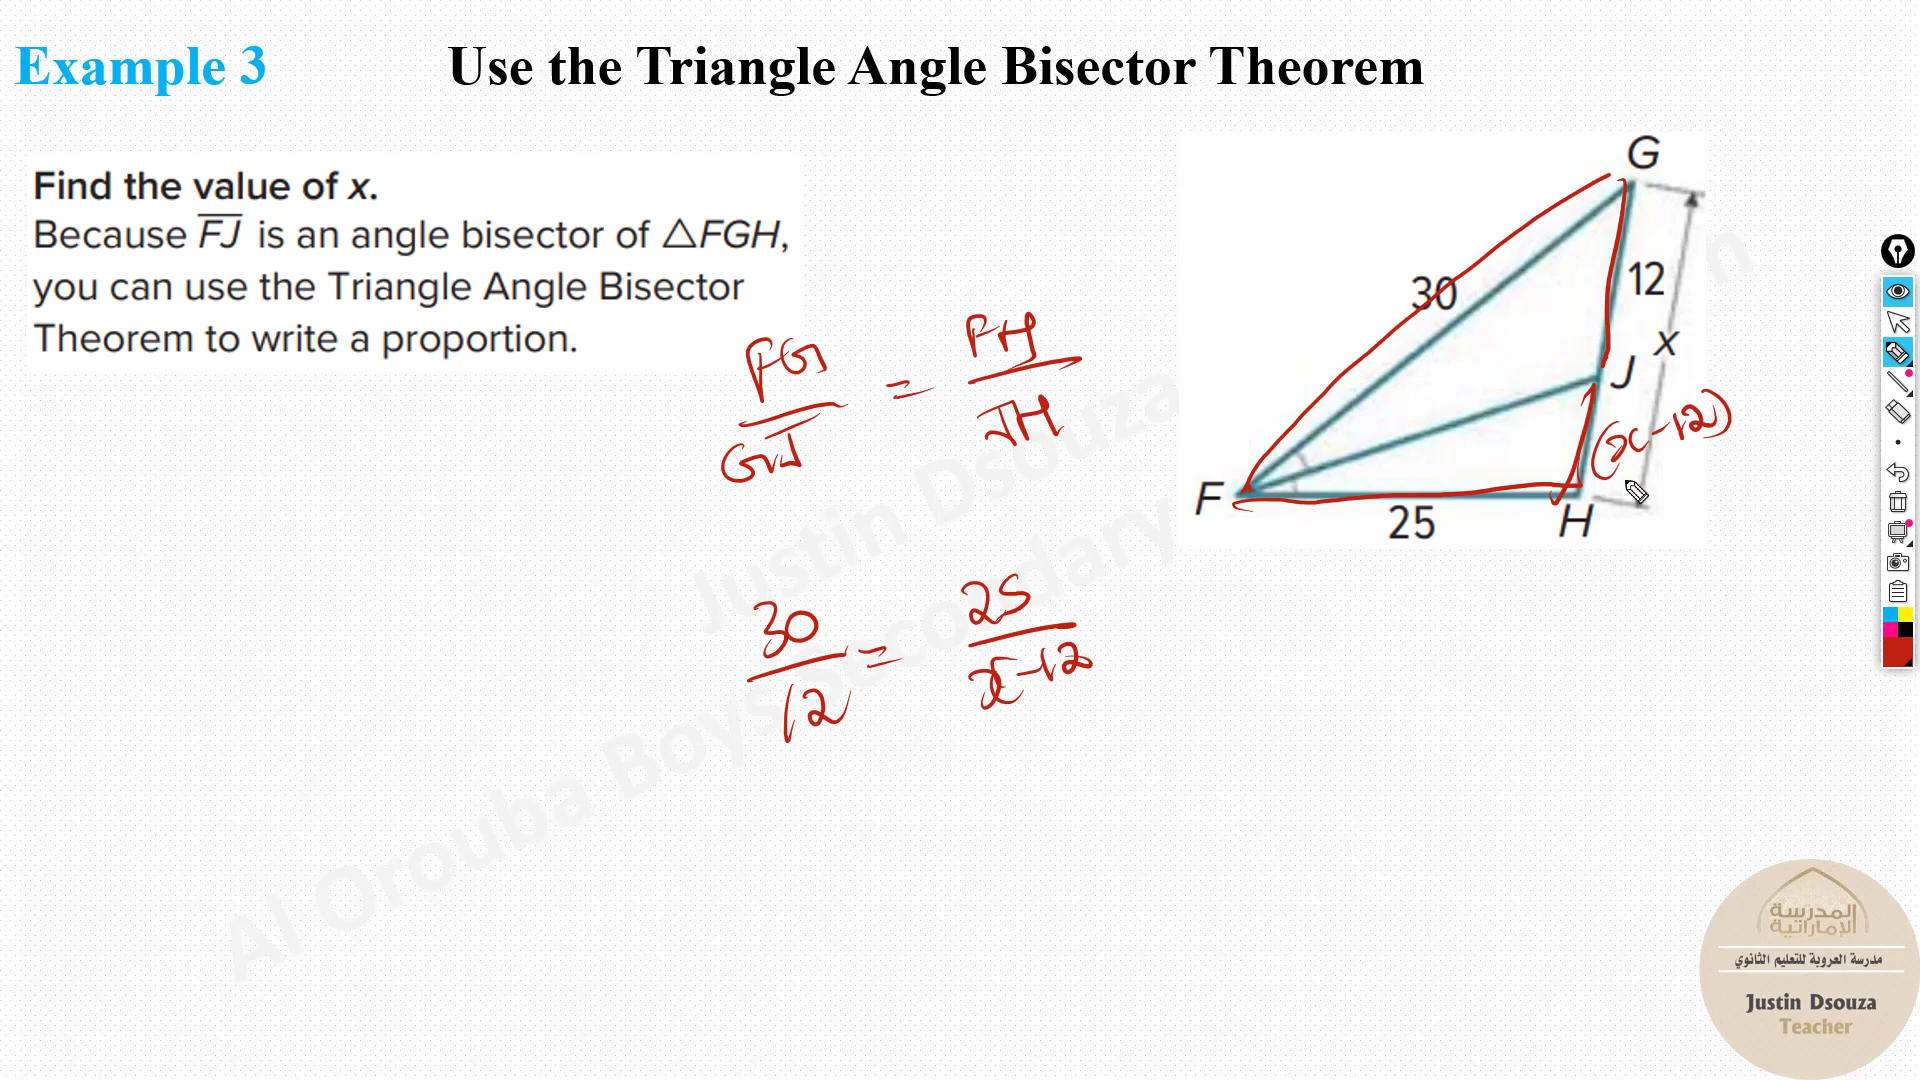 Example 3
Use the Triangle Angle Bisector Theorem
Find the value of x.
Because FJ is an angle bisector of △FGH,
you can use the Triangle Angle Bisector
Theorem to write a proportion.
FG/GJ = FH/JH
30/12 = 25/x-12
G
30
12
x
J
(x-12)
F
25
H
Justin Dsouza
Al Orouba Boys Secondary
المدرسة
الإماراتية
مدرسة العروبة للتعليم الثانوي
Justin Dsouza
Teacher